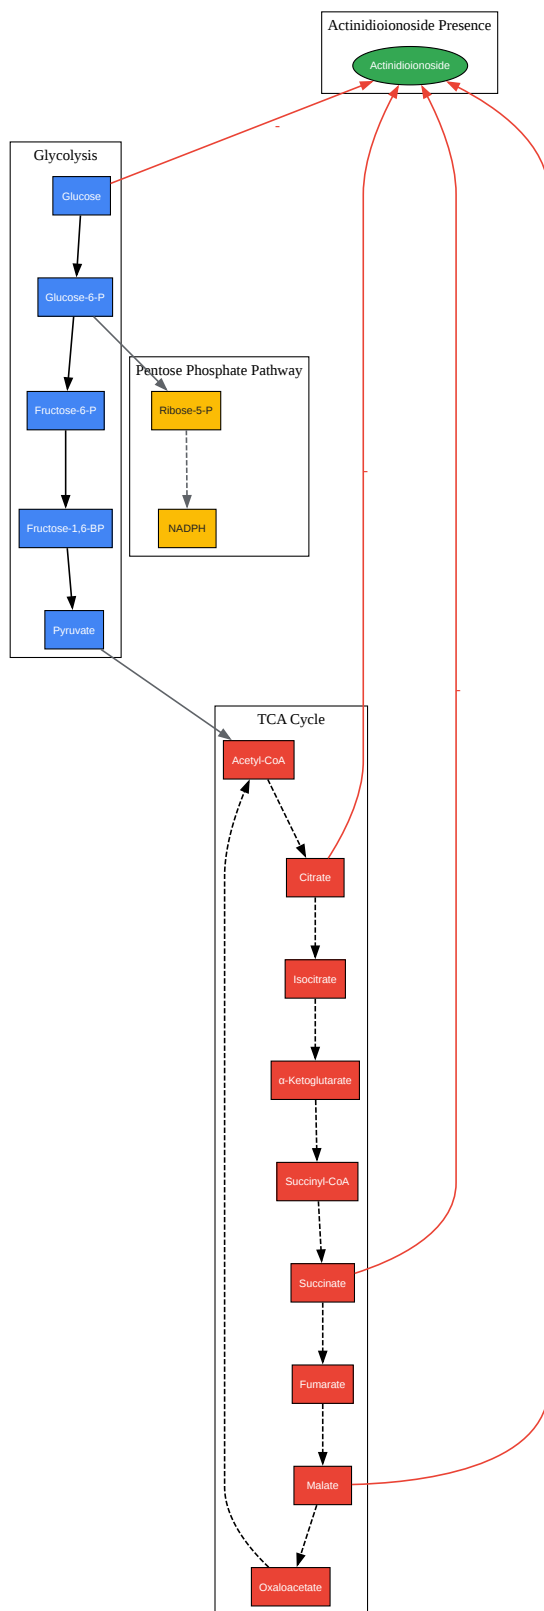 Actinidioionoside Presence
Actinidioionoside
-
Glycolysis
Glucose
Glucose-6-P
Pentose Phosphate Pathway
Fructose-6-P
Ribose-5-P
-
Fructose-1,6-BP
NADPH
Pyruvate
-
TCA Cycle
Acetyl-CoA
Citrate
Isocitrate
α-Ketoglutarate
Succinyl-CoA
Succinate
Fumarate
Malate
Oxaloacetate